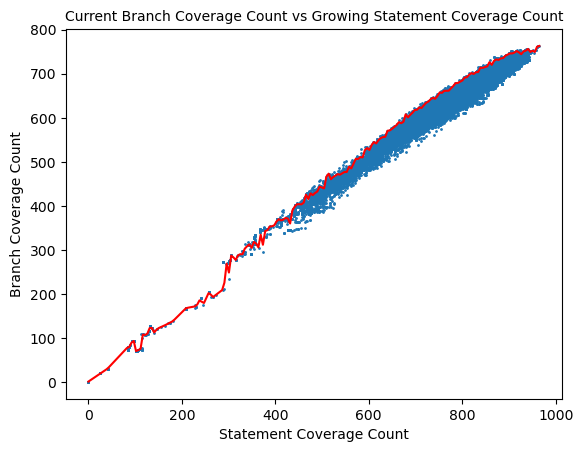 Current Branch Coverage Count vs Growing Statement Coverage Count
800
700
600
500
400
300
200
100
0
Branch Coverage Count
0 200 400 600 800 1000
Statement Coverage Count